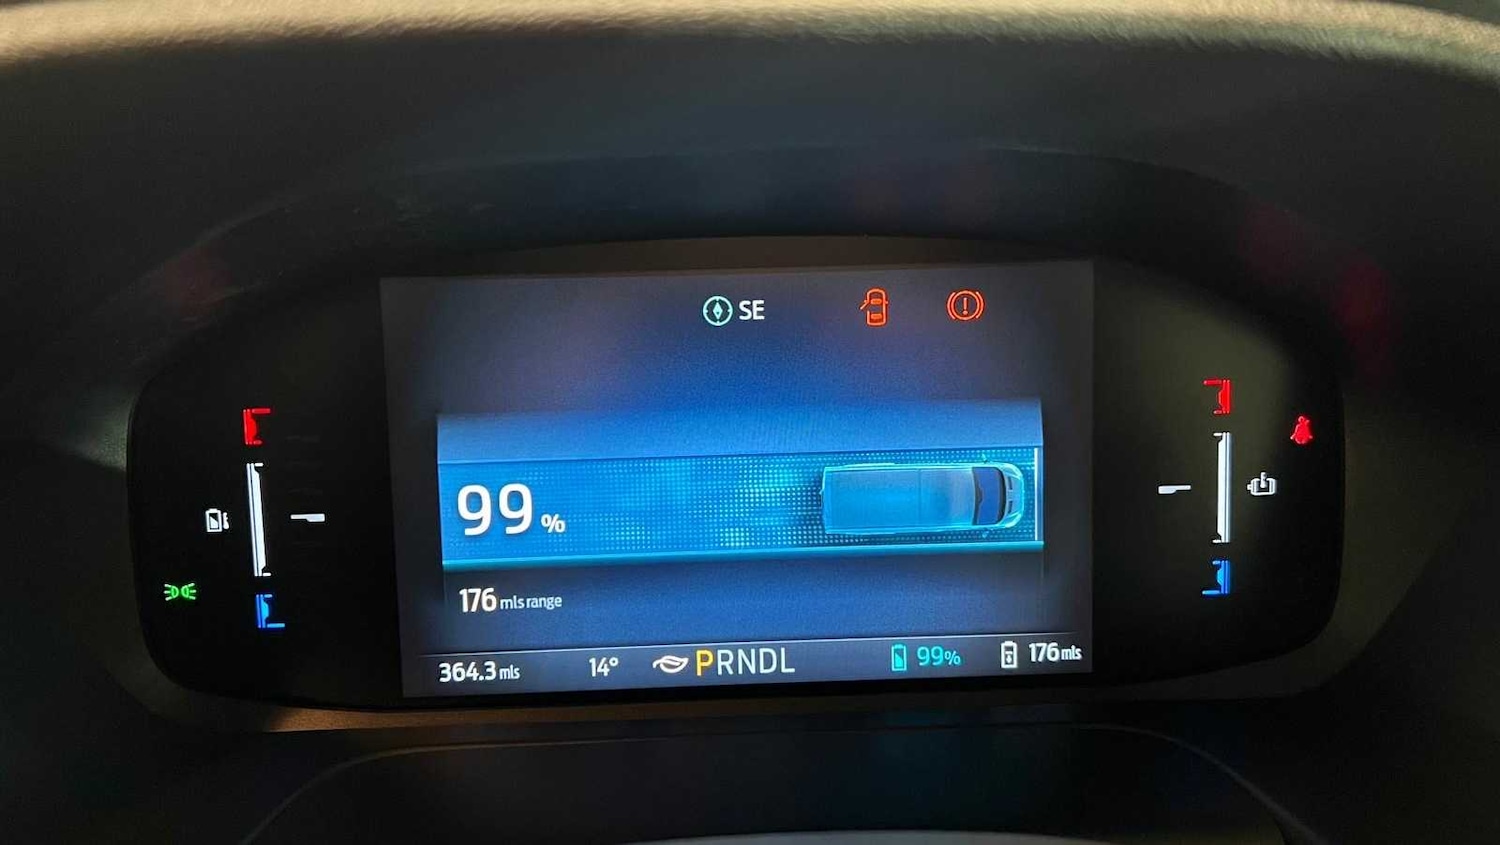 SE
99%
176 mls range
364.3 mls 14° PRNDL 99% 176 mls